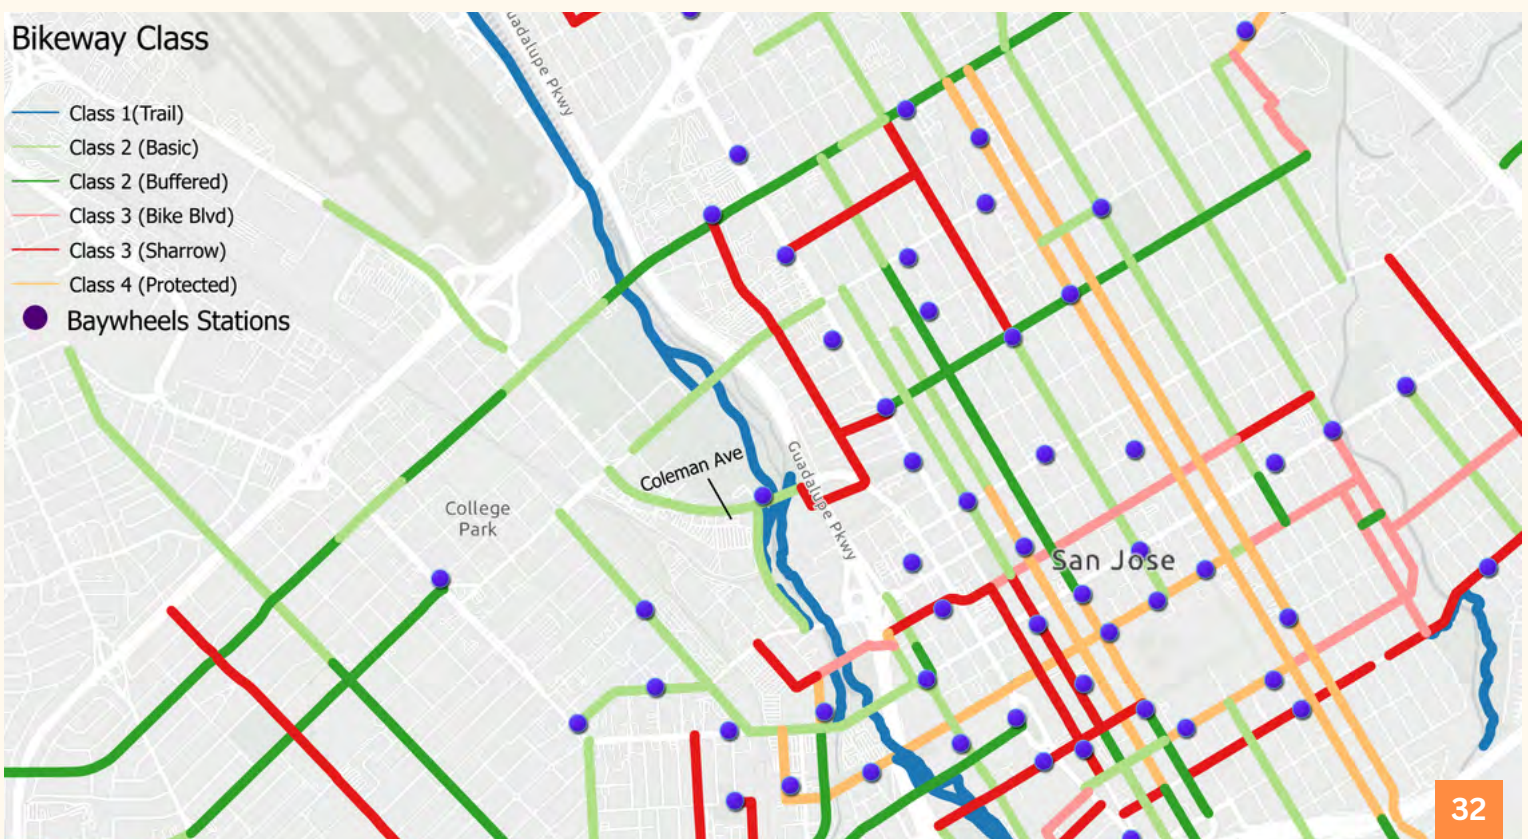 Bikeway Class
Class 1(Trail)
Class 2 (Basic)
Class 2 (Buffered)
Class 3 (Bike Blvd)
Class 3 (Sharrow)
Class 4 (Protected)
Baywheels Stations
Guadalupe Pkwy
Coleman Ave
Guadalupe Pkwy
College
Park
San Jose
32